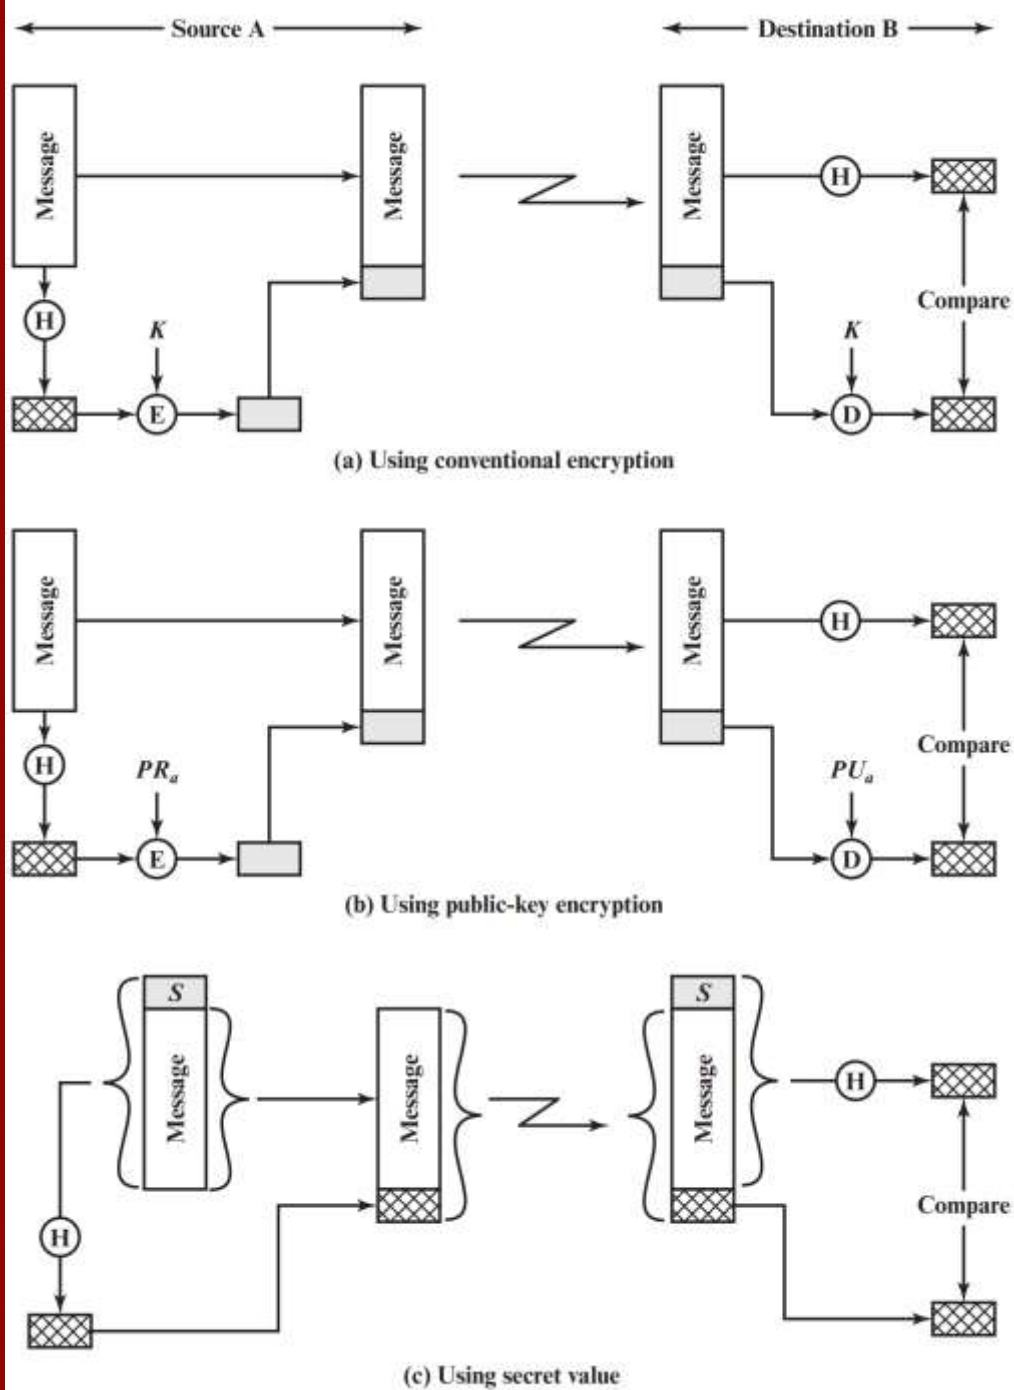 Source A
Destination B
Message
Message
Message
H
H
K
K
Compare
E
D
(a) Using conventional encryption
Message
Message
Message
H
H
PRa
PUa
Compare
E
D
(b) Using public-key encryption
S
S
Message
Message
Message
H
Compare
H
(c) Using secret value